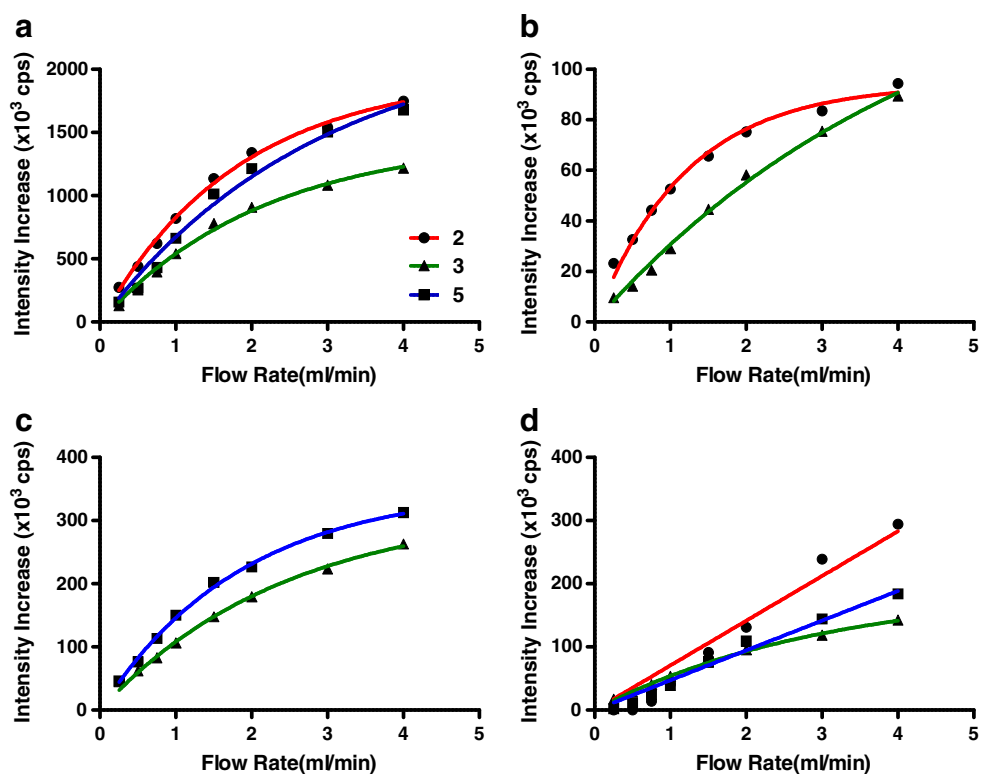 a
2000
1500
1000
500
0
Intensity Increase (x10³ cps)
0 1 2 3 4 5
Flow Rate(ml/min)
2
3
5
b
100
80
60
40
20
0
Intensity Increase (x10³ cps)
0 1 2 3 4 5
Flow Rate(ml/min)
c
400
300
200
100
0
Intensity Increase (x10³ cps)
0 1 2 3 4 5
Flow Rate(ml/min)
d
400
300
200
100
0
Intensity Increase (x10³ cps)
0 1 2 3 4 5
Flow Rate(ml/min)